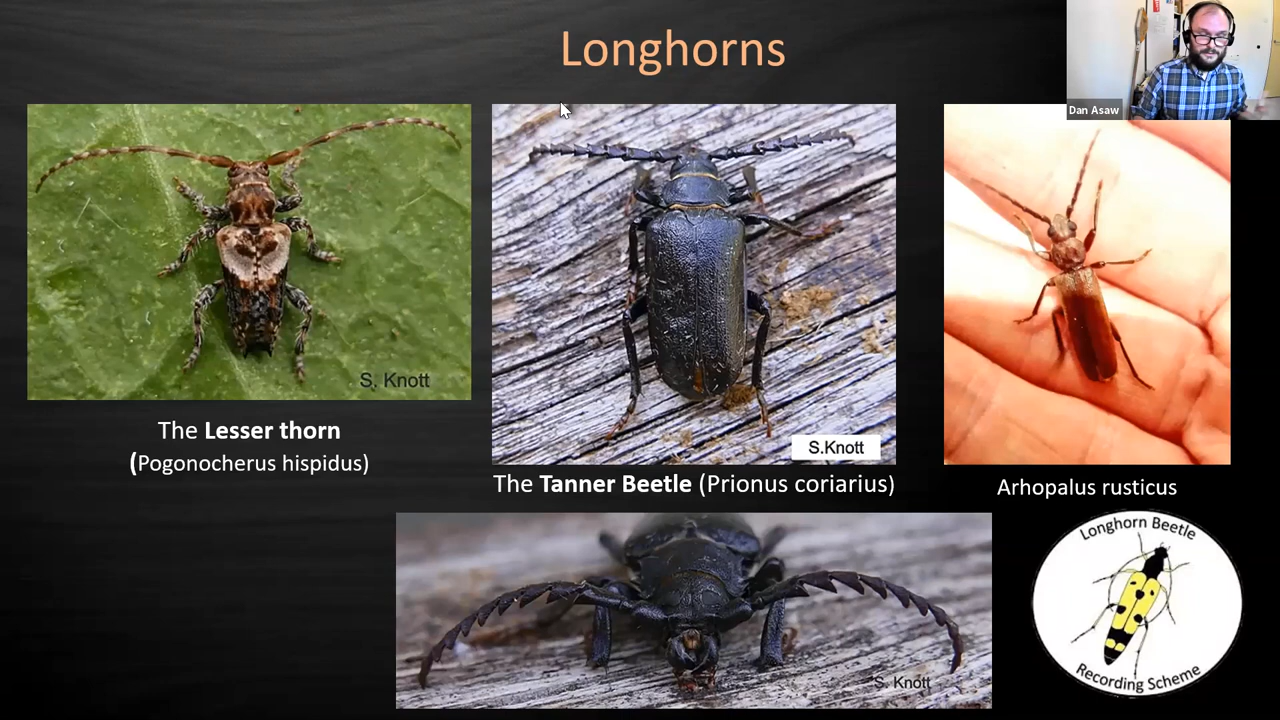 Longhorns
Dan Asaw
S. Knott
S.Knott
The Lesser thorn
(Pogonocherus hispidus)
The Tanner Beetle (Prionus coriarius)
Arhopalus rusticus
S. Knott
Longhorn Beetle
Recording Scheme